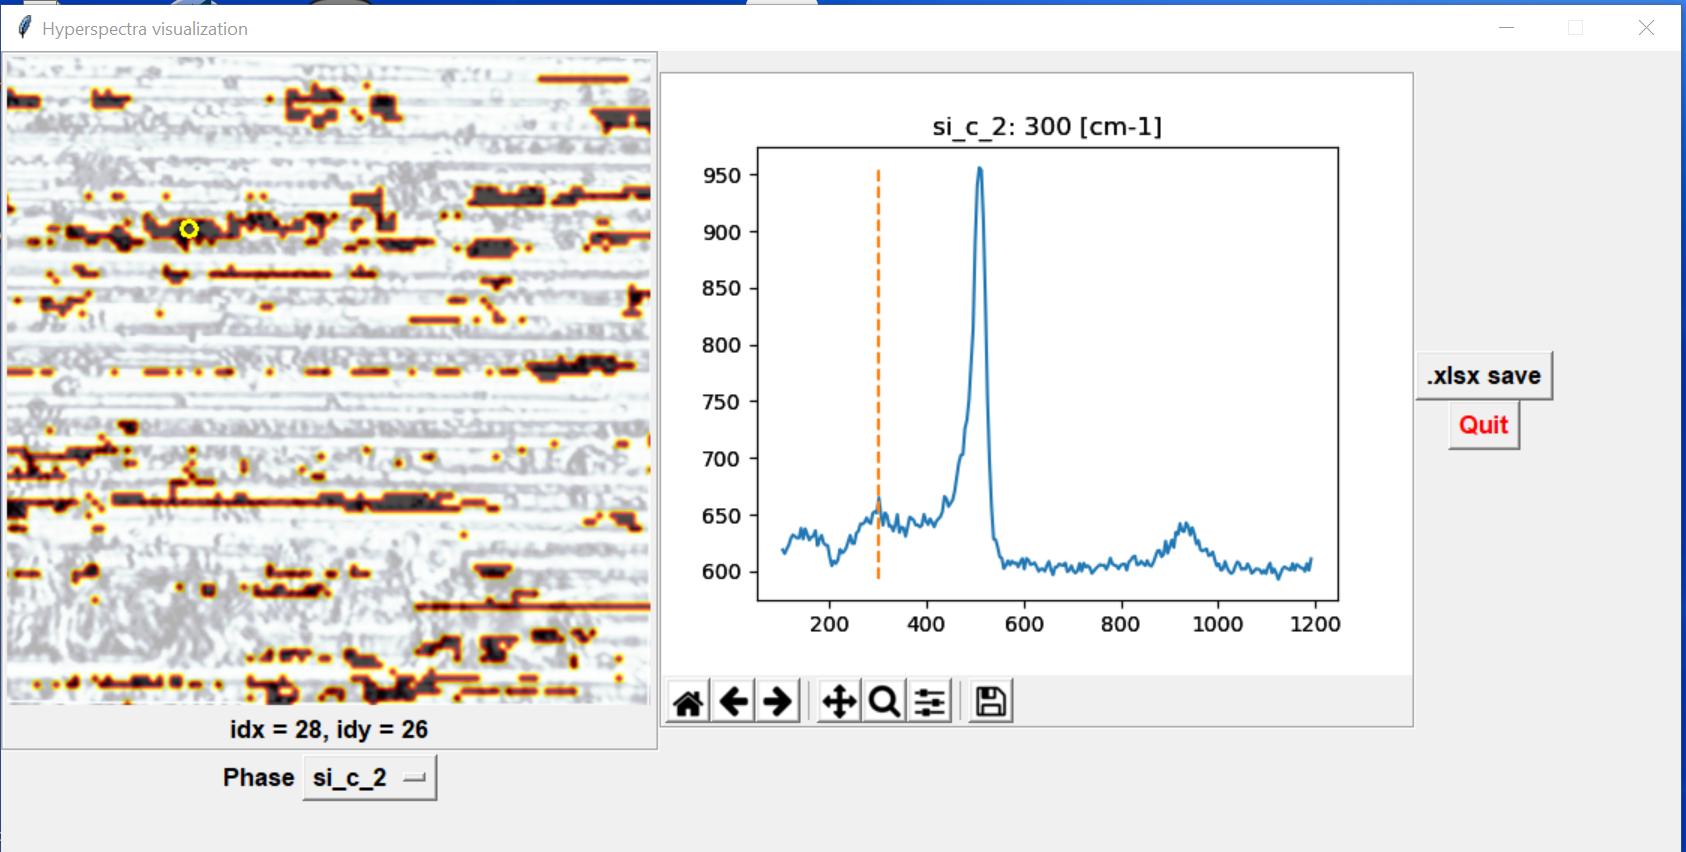 Hyperspectra visualization
si_c_2: 300 [cm-1]
950
900
850
800
750
700
650
600
200 400 600 800 1000 1200
idx = 28, idy = 26
Phase si_c_2
.xlsx save
Quit